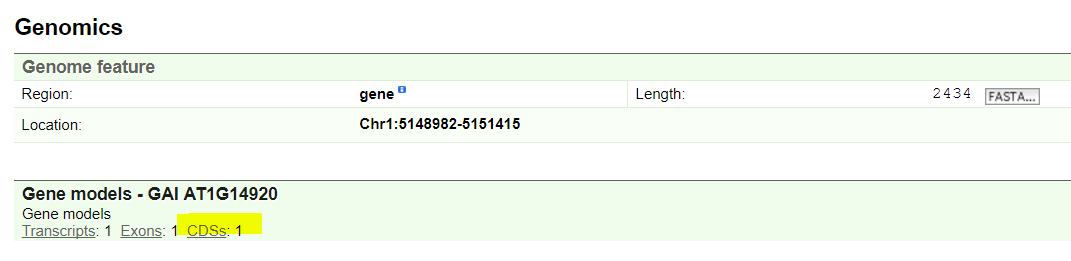 Genomics
Genome feature
Region: gene i Length: 2434 FASTA...
Location: Chr1:5148982-5151415
Gene models - GAI AT1G14920
Gene models
Transcripts: 1 Exons: 1 CDSs: 1